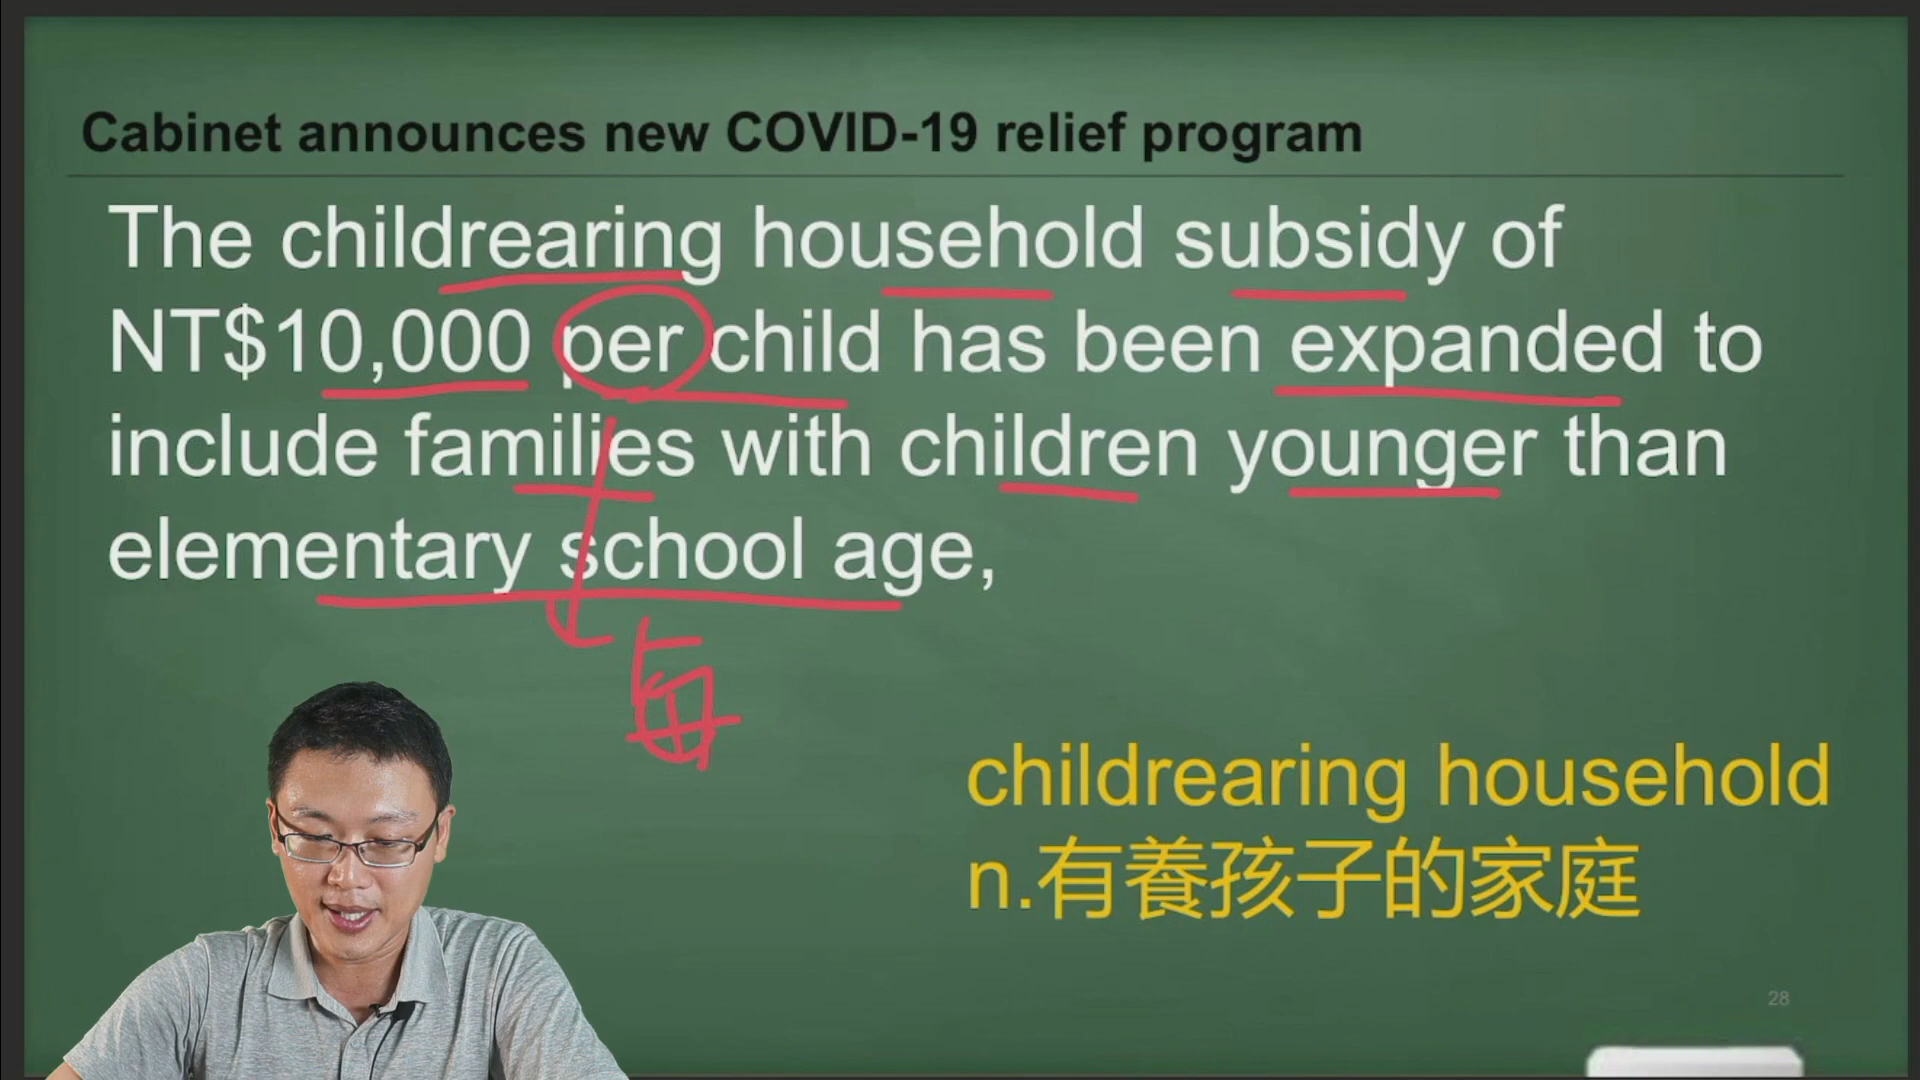 Cabinet announces new COVID-19 relief program
The childrearing household subsidy of
NT$10,000 per child has been expanded to
include families with children younger than
elementary school age,
每
childrearing household
n.有養孩子的家庭
28